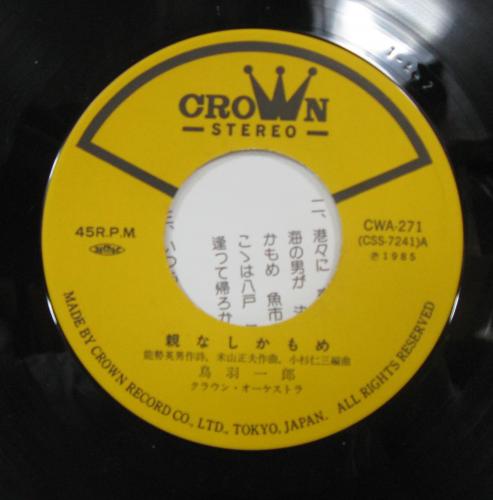 CROWN
STEREO
45R.P.M.
CWA-271
(CSS-7241)A
Ⓟ1985
一、港々に
海の男が
かもめ 魚市
こゝは八戸
逢って帰ろか
親なしかもめ
能勢英男作詩、米山正夫作曲、小杉仁三編曲
鳥羽一郎
クラウン・オーケストラ
MADE BY CROWN RECORD CO., LTD., TOKYO, JAPAN. ALL RIGHTS RESERVED